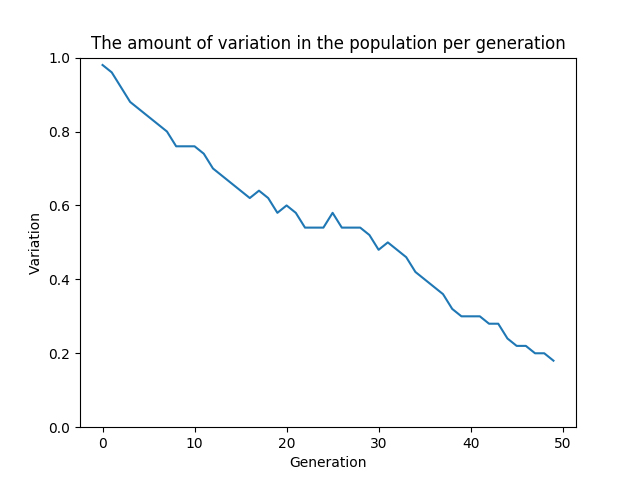 The amount of variation in the population per generation
1.0
0.8
0.6
0.4
0.2
0.0
Variation
0 10 20 30 40 50
Generation